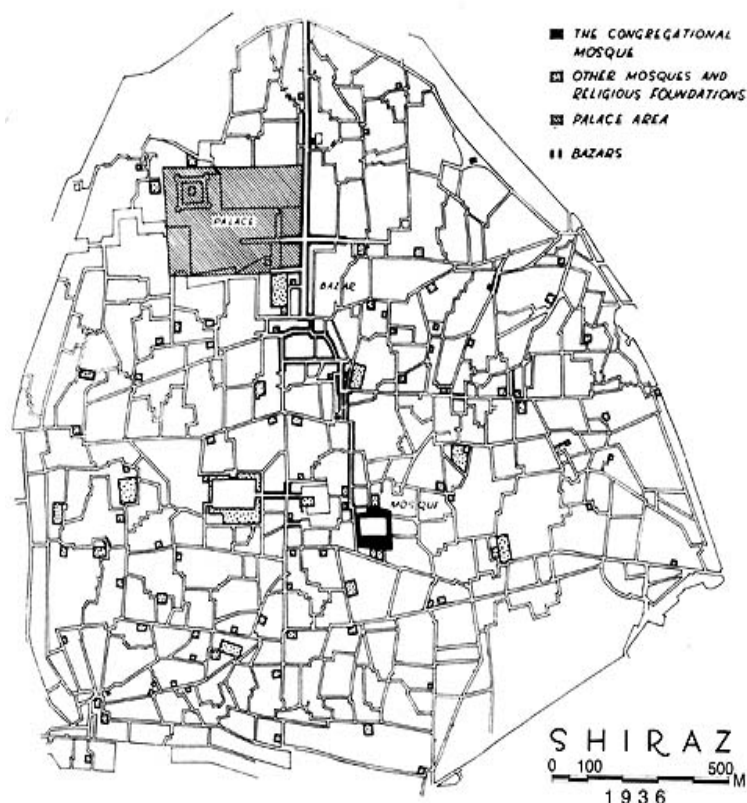 THE CONGREGATIONAL
MOSQUE
OTHER MOSQUES AND
RELIGIOUS FOUNDATIONS
PALACE AREA
BAZARS
PALACE
BAZAR
MOSQUE
SHIRAZ
0 100 500 M
1936